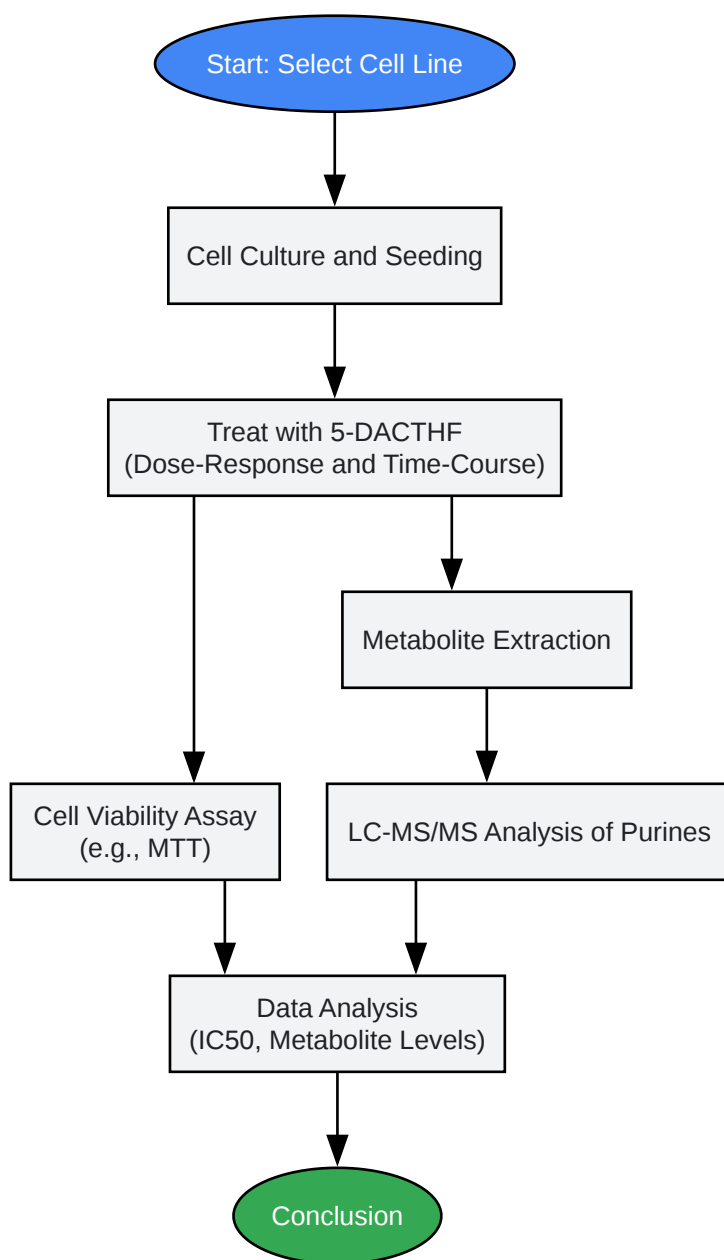 Start: Select Cell Line
Cell Culture and Seeding
Treat with 5-DACTHF
(Dose-Response and Time-Course)
Metabolite Extraction
Cell Viability Assay
(e.g., MTT)
LC-MS/MS Analysis of Purines
Data Analysis
(IC50, Metabolite Levels)
Conclusion